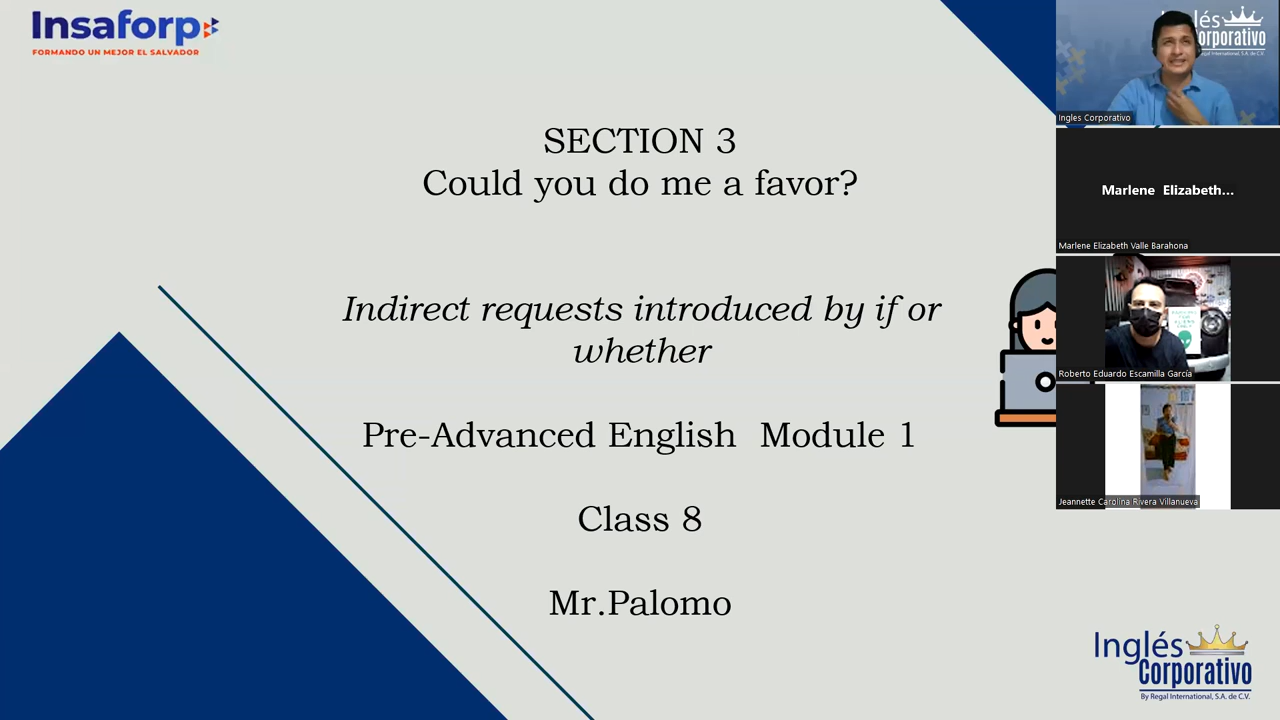 Insaforp
FORMANDO UN MEJOR EL SALVADOR
SECTION 3
Could you do me a favor?
Indirect requests introduced by if or
whether
Pre-Advanced English Module 1
Class 8
Mr.Palomo
Inglés
Corporativo
By Regal International, S.A. de C.V.
Ingles Corporativo
Marlene Elizabeth...
Marlene Elizabeth Valle Barahona
Roberto Eduardo Escamilla García
Jeannette Carolina Rivera Villanueva